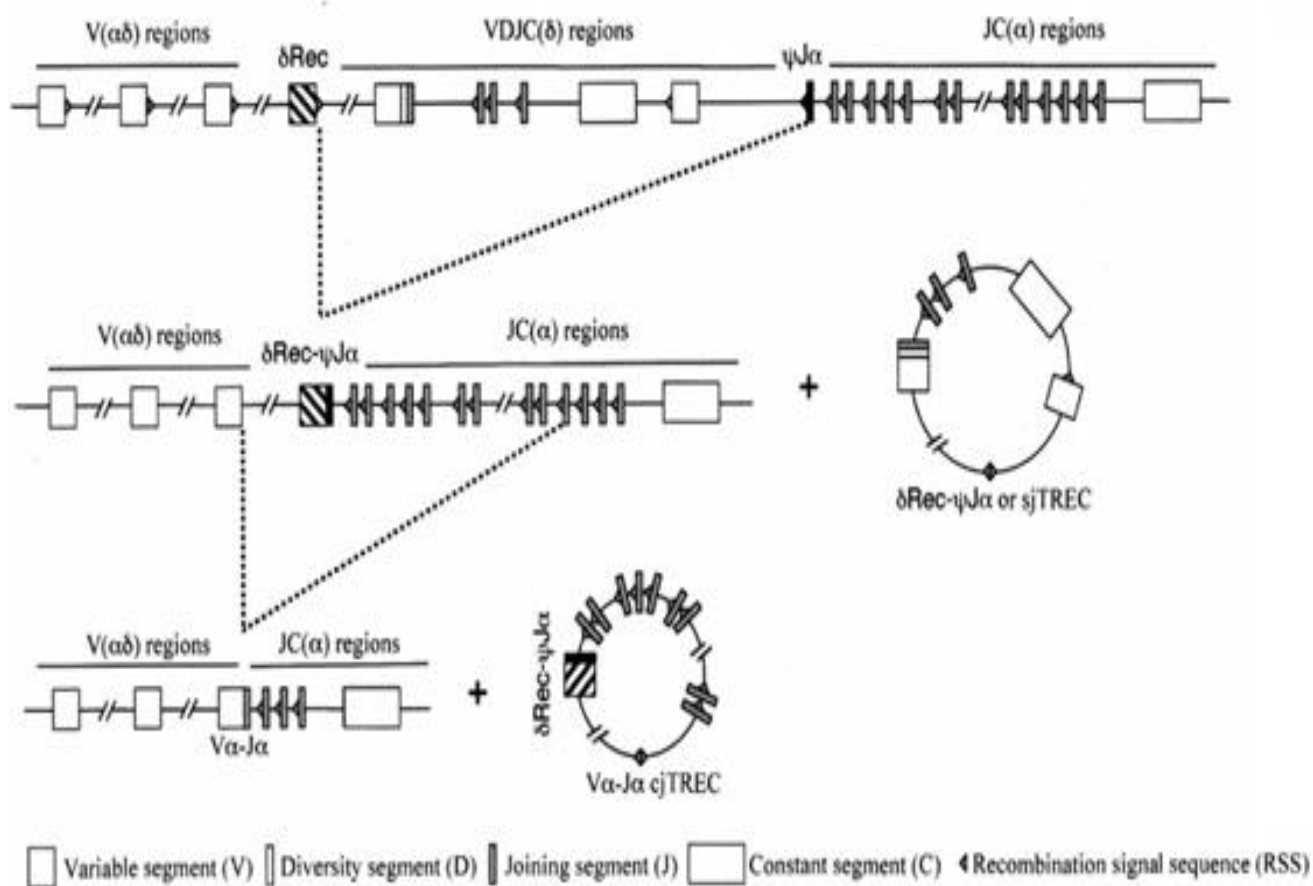 V(αδ) regions
δRec
VDJC(δ) regions
ψJα
JC(α) regions
V(αδ) regions
δRec-ψJα
JC(α) regions
+
δRec-ψJα or sjTREC
V(αδ) regions
JC(α) regions
Vα-Jα
+
δRec-ψJα
Vα-Jα cjTREC
Variable segment (V) Diversity segment (D) Joining segment (J) Constant segment (C) Recombination signal sequence (RSS)